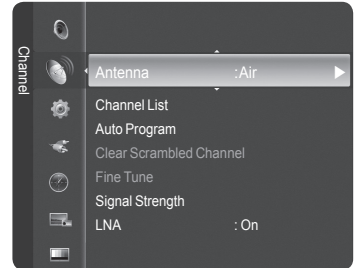 Channel
Antenna :Air
Channel List
Auto Program
Clear Scrambled Channel
Fine Tune
Signal Strength
LNA : On